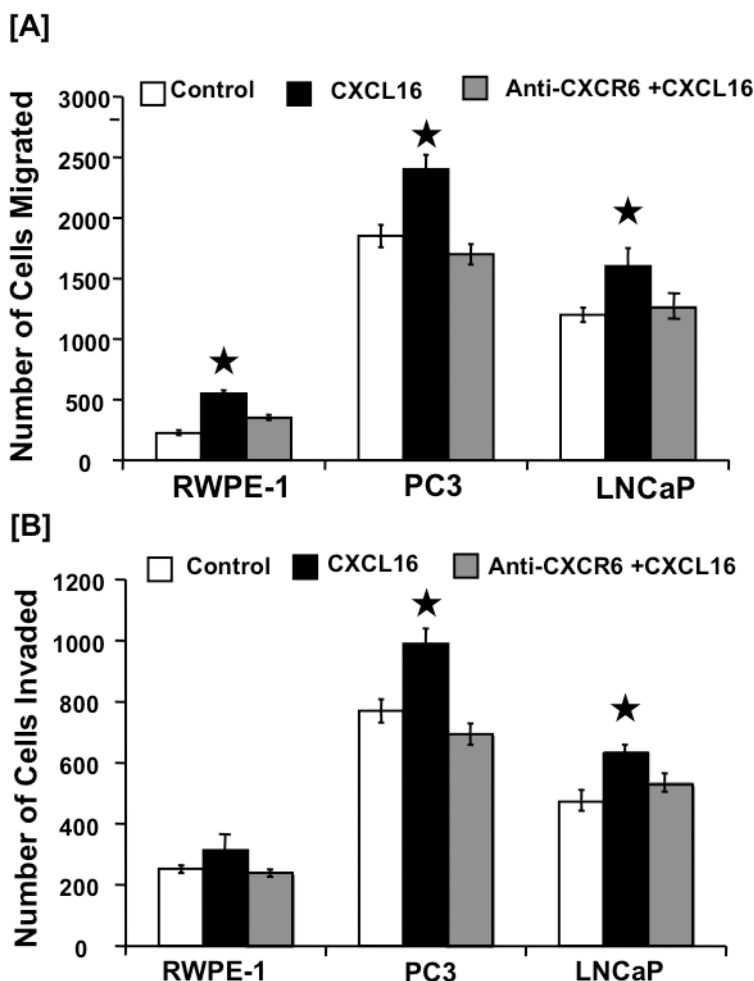 [A]
Control CXCL16 Anti-CXCR6 +CXCL16
Number of Cells Migrated
3000
2500
2000
1500
1000
500
0
RWPE-1 PC3 LNCaP
[B]
Control CXCL16 Anti-CXCR6 +CXCL16
Number of Cells Invaded
1200
1000
800
600
400
200
0
RWPE-1 PC3 LNCaP